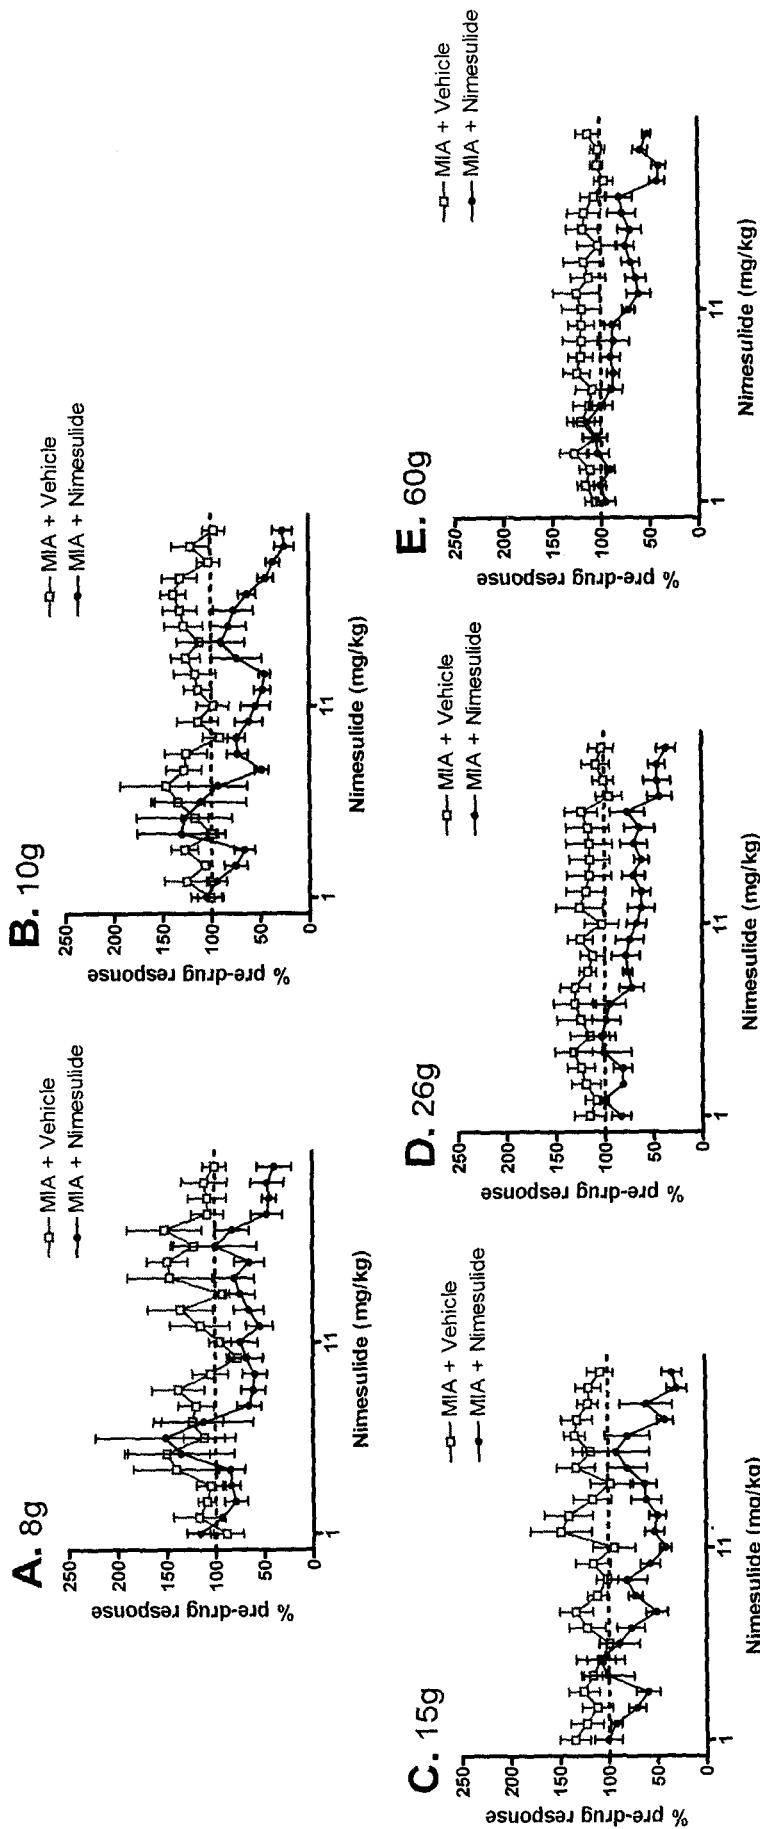 A. 8g
MIA + Vehicle
MIA + Nimesulide
% pre-drug response
250
200
150
100
50
0
1
11
Nimesulide (mg/kg)
B. 10g
MIA + Vehicle
MIA + Nimesulide
% pre-drug response
250
200
150
100
50
0
1
11
Nimesulide (mg/kg)
C. 15g
MIA + Vehicle
MIA + Nimesulide
% pre-drug response
250
200
150
100
50
0
1
11
Nimesulide (mg/kg)
D. 26g
MIA + Vehicle
MIA + Nimesulide
% pre-drug response
250
200
150
100
50
0
1
11
Nimesulide (mg/kg)
E. 60g
MIA + Vehicle
MIA + Nimesulide
% pre-drug response
250
200
150
100
50
0
1
11
Nimesulide (mg/kg)